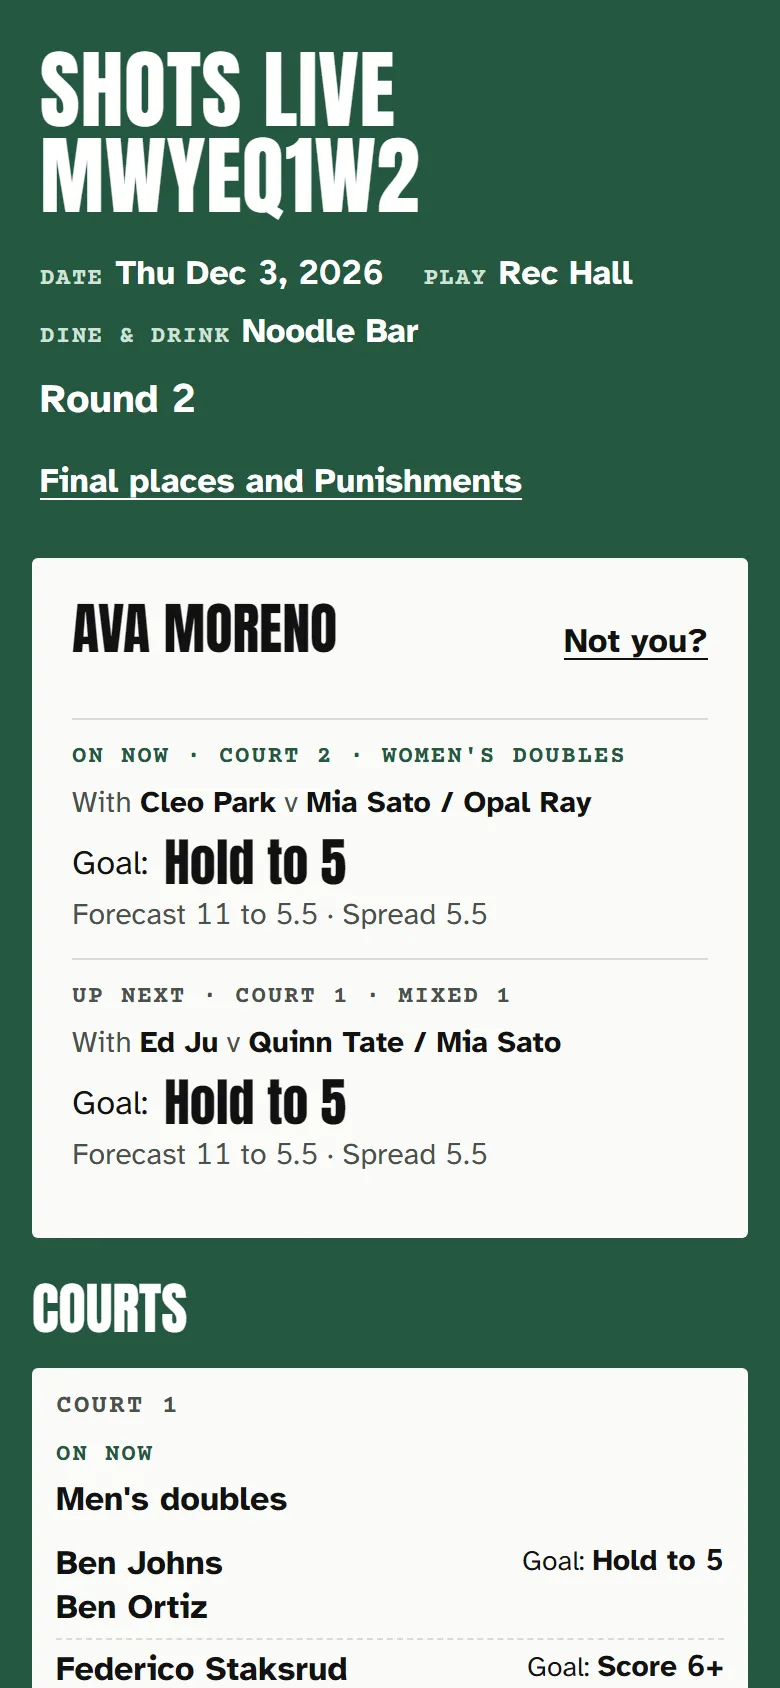 SHOTS LIVE
MWYEQ1W2
DATE Thu Dec 3, 2026 PLAY Rec Hall
DINE & DRINK Noodle Bar
Round 2
Final places and Punishments
AVA MORENO
Not you?
ON NOW · COURT 2 · WOMEN'S DOUBLES
With Cleo Park v Mia Sato / Opal Ray
Goal: Hold to 5
Forecast 11 to 5.5 · Spread 5.5
UP NEXT · COURT 1 · MIXED 1
With Ed Ju v Quinn Tate / Mia Sato
Goal: Hold to 5
Forecast 11 to 5.5 · Spread 5.5
COURTS
COURT 1
ON NOW
Men's doubles
Ben Johns Goal: Hold to 5
Ben Ortiz
Federico Staksrud Goal: Score 6+